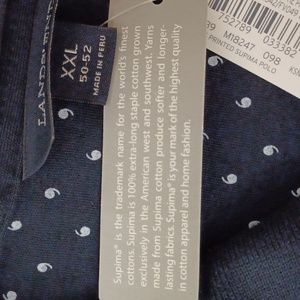 LANDS' END
XXL
50-52
MADE IN PERU
Supima® is the trademark name for the world's finest
cottons. Supima is 100% extra-long staple cotton grown
exclusively in the American west and southwest. Yarns
made from Supima cotton produce softer and longer
lasting fabrics. Supima® is your mark of the highest quality
in cotton apparel and home fashion.
752789
M18247 098
PRINTED SUPIMA POLO